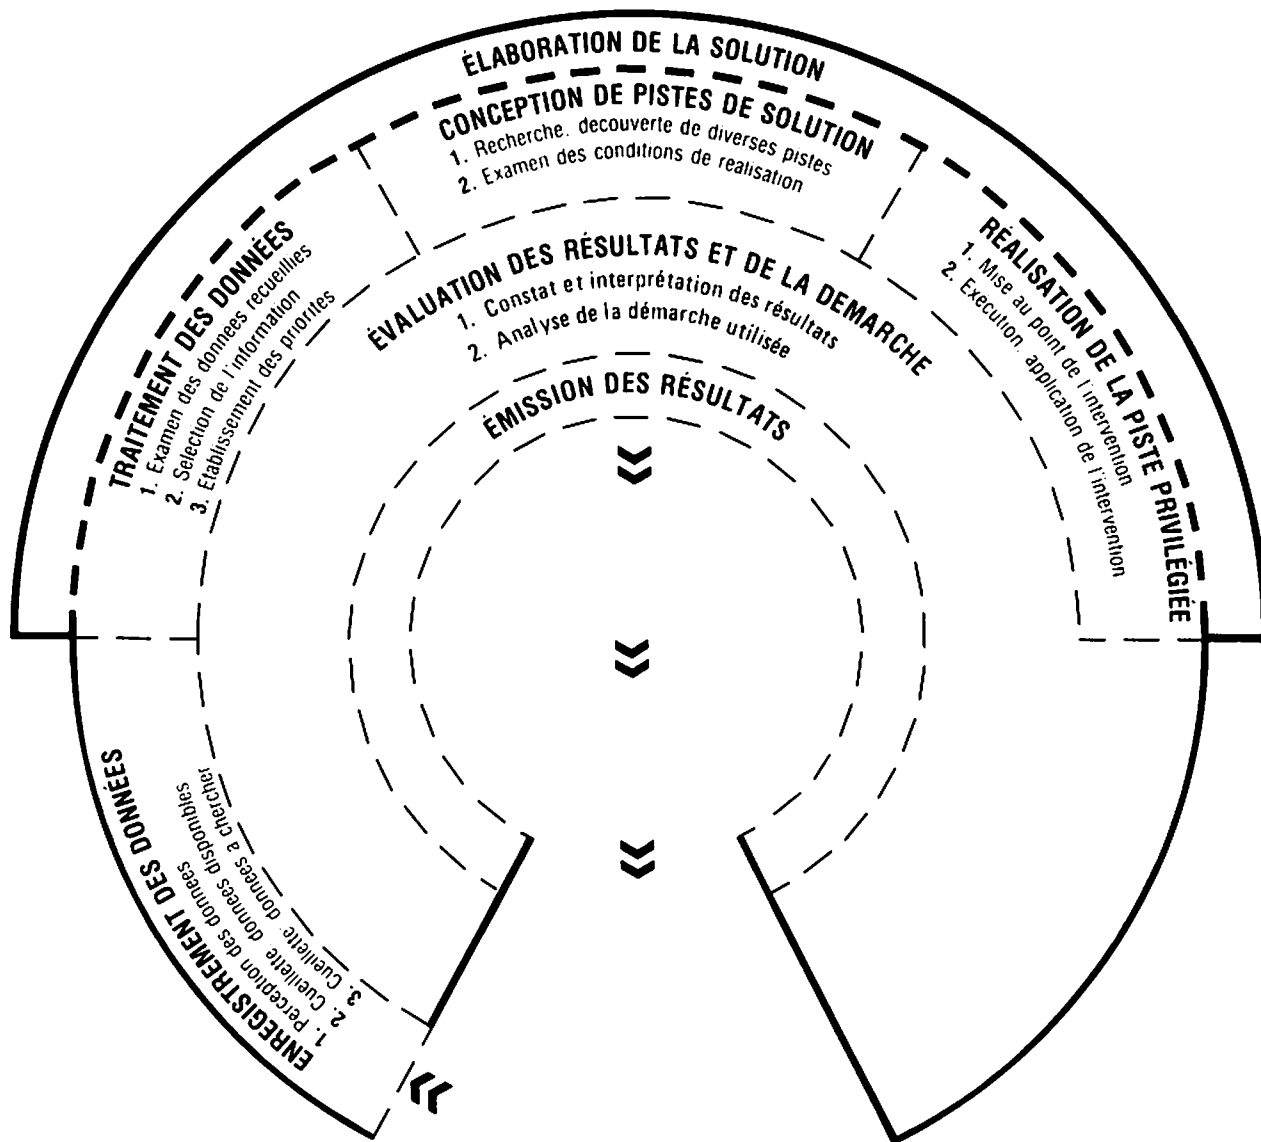 ÉLABORATION DE LA SOLUTION
CONCEPTION DE PISTES DE SOLUTION
1. Recherche. decouverte de diverses pistes
2. Examen des conditions de realisation
TRAITEMENT DES DONNÉES
1. Examen des données recueillies
2. Selection de l'information
3. Etablissement des priorites
RÉALISATION DE LA PISTE PRIVILÉGIÉE
1. Mise au point de l'intervention
2. Execution. application de l'intervention
ÉVALUATION DES RÉSULTATS ET DE LA DEMARCHE
1. Constat et interprétation des résultats
2. Analyse de la démarche utilisée
ÉMISSION DES RÉSULTATS
ENREGISTREMENT DES DONNÉES
1. Perception des donnees
2. Cueillette donnees disponibles
3. Cueillette donnees a chercher